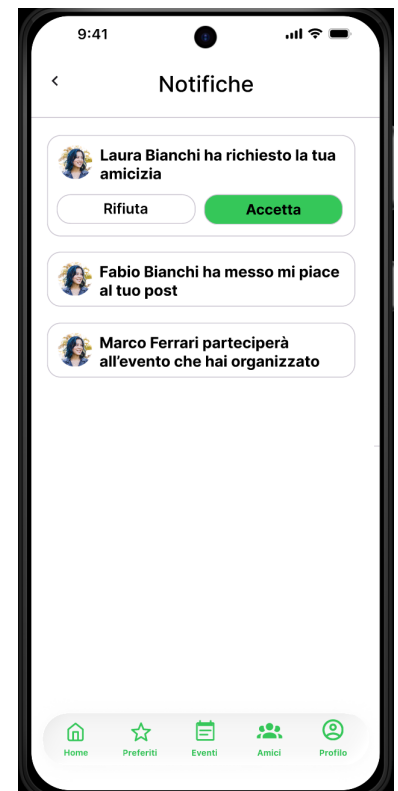 9:41
Notifiche
Laura Bianchi ha richiesto la tua
amicizia
Rifiuta
Accetta
Fabio Bianchi ha messo mi piace
al tuo post
Marco Ferrari parteciperà
all'evento che hai organizzato
Home
Preferiti
Eventi
Amici
Profilo